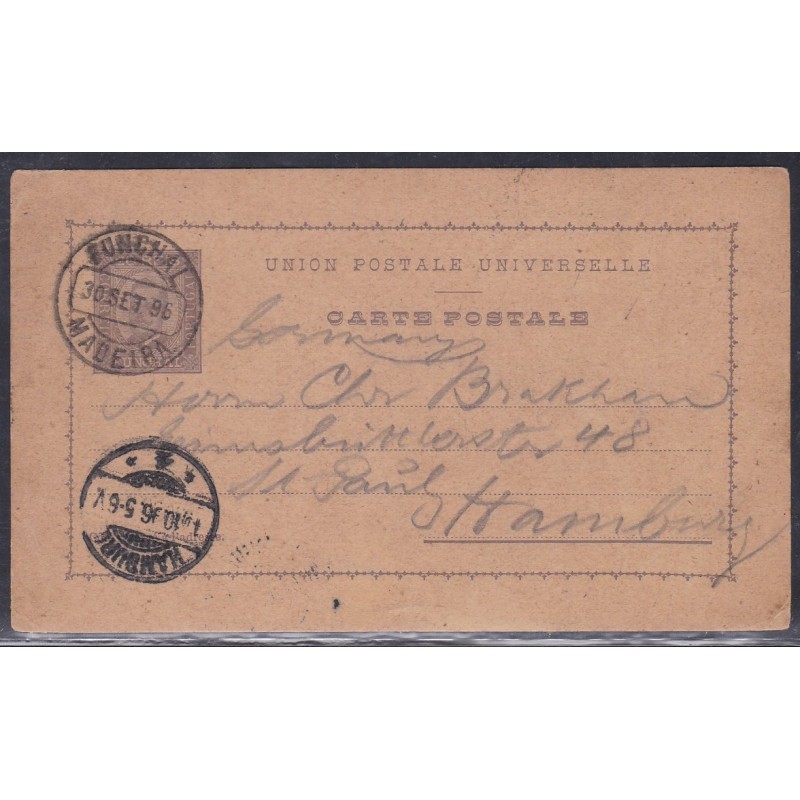 UNION POSTALE UNIVERSELLE
CARTE POSTALE
FUNCHAL
30 SET 96
MADEIRA
FUNCHAL
Germany
Herrn Chr Brakhan
48
St. Pauli
Hamburg
HAMBURG
10.96. 5-6 V